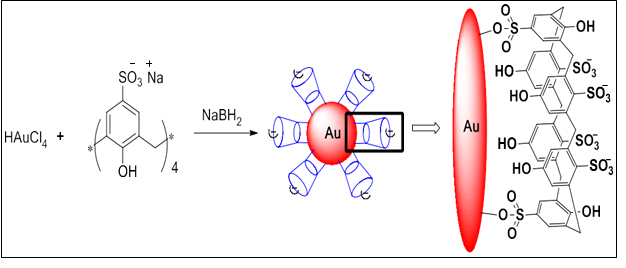 HAuCl₄ +
− +
SO₃ Na
* ( ) *
4
OH
NaBH₂
Au
Au
O
O S
O
OH
HO
SO₃⁻
HO
SO₃⁻
HO
SO₃⁻
HO
SO₃⁻
O
O S
O
OH